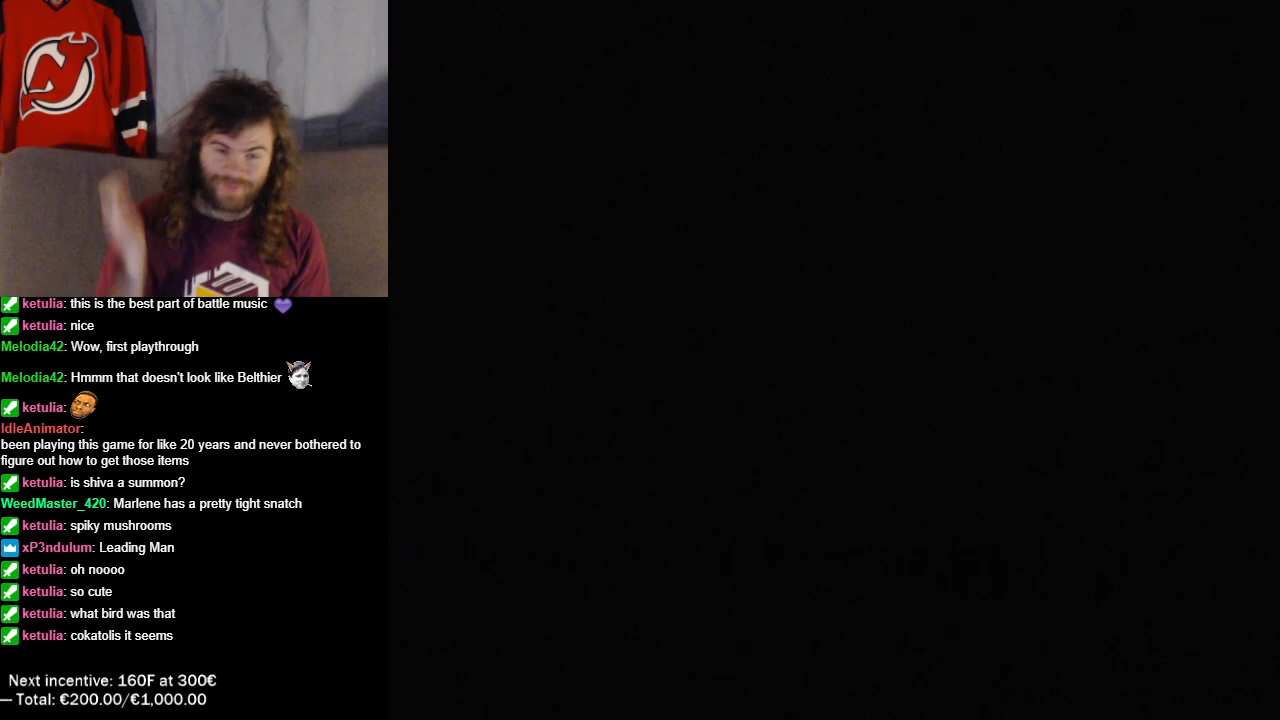 ketulia: this is the best part of battle music
ketulia: nice
Melodia42: Wow, first playthrough
Melodia42: Hmmm that doesn't look like Belthier
ketulia:
IdleAnimator:
been playing this game for like 20 years and never bothered to
figure out how to get those items
ketulia: is shiva a summon?
WeedMaster_420: Marlene has a pretty tight snatch
ketulia: spiky mushrooms
xP3ndulum: Leading Man
ketulia: oh noooo
ketulia: so cute
ketulia: what bird was that
ketulia: cokatolis it seems
Next incentive: 160F at 300€
— Total: €200.00/€1,000.00